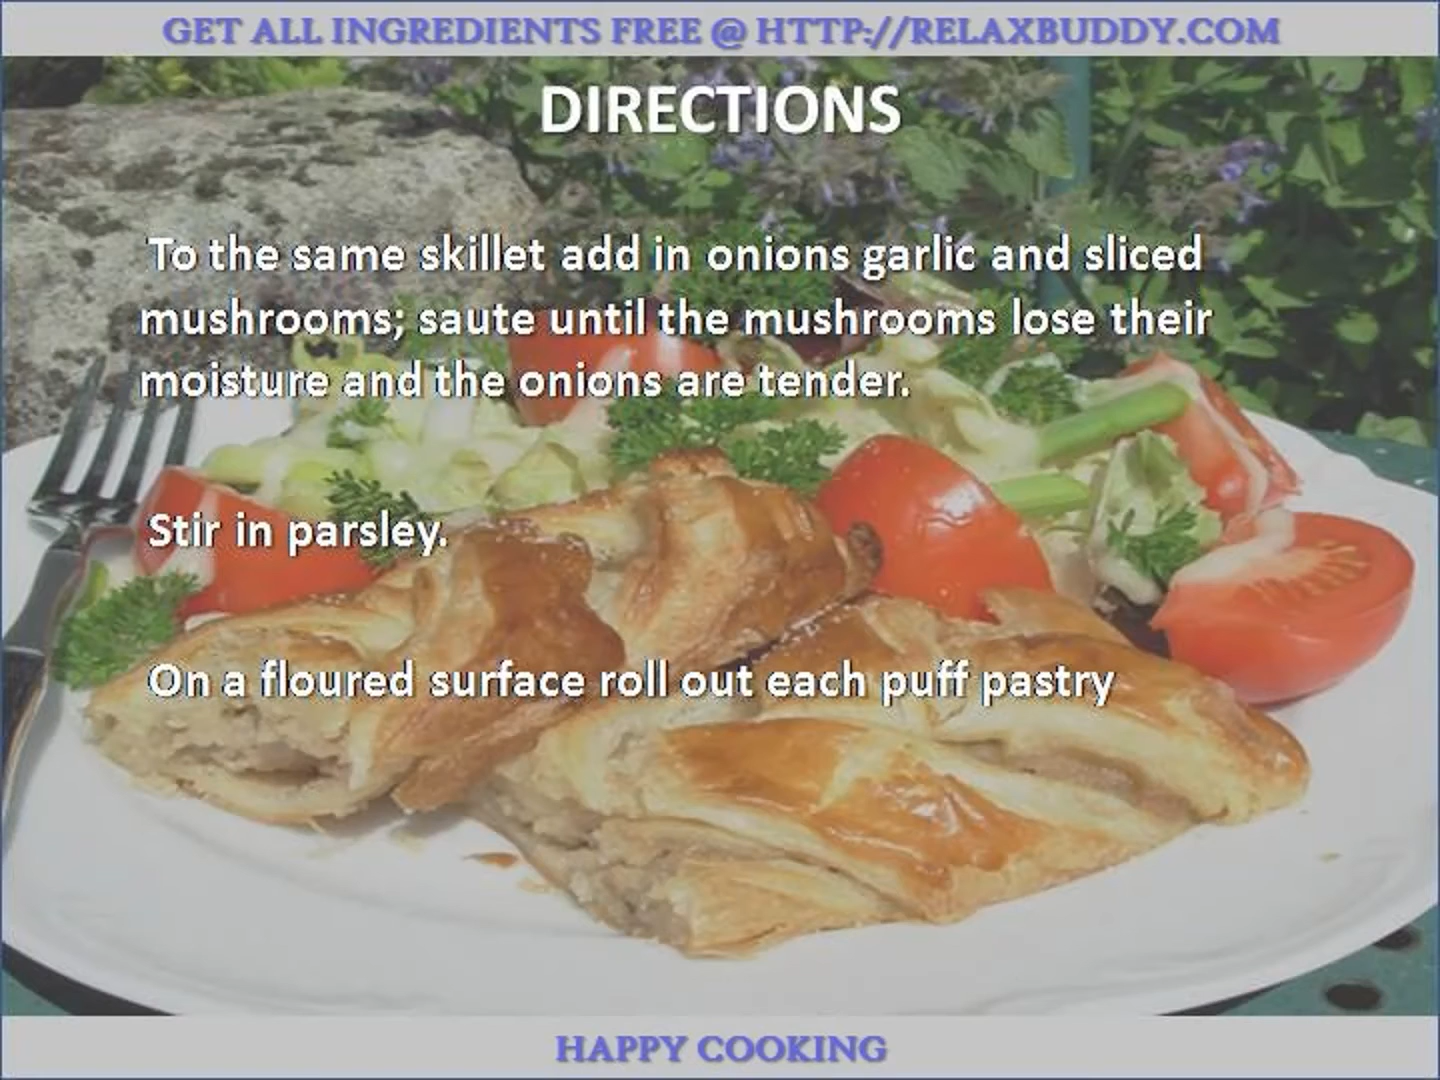 GET ALL INGREDIENTS FREE @ HTTP://RELAXBUDDY.COM
DIRECTIONS
To the same skillet add in onions garlic and sliced
mushrooms; saute until the mushrooms lose their
moisture and the onions are tender.
Stir in parsley.
On a floured surface roll out each puff pastry
HAPPY COOKING